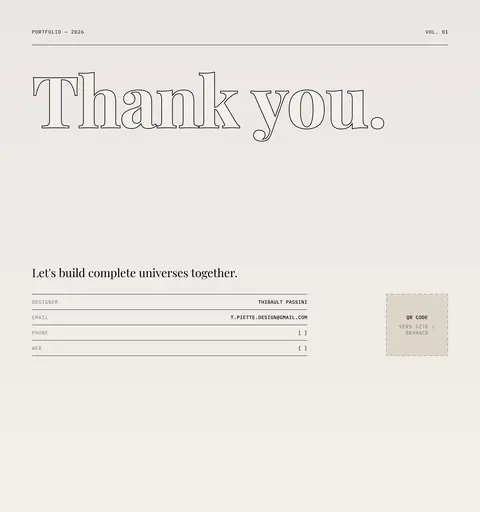 PORTFOLIO — 2026
VOL. 01
Thank you.
Let's build complete universes together.
DESIGNER THIBAULT PASSINI
EMAIL T.PIETTE.DESIGN@GMAIL.COM
PHONE [ ]
WEB [ ]
QR CODE
VERS SITE /
BEHANCE